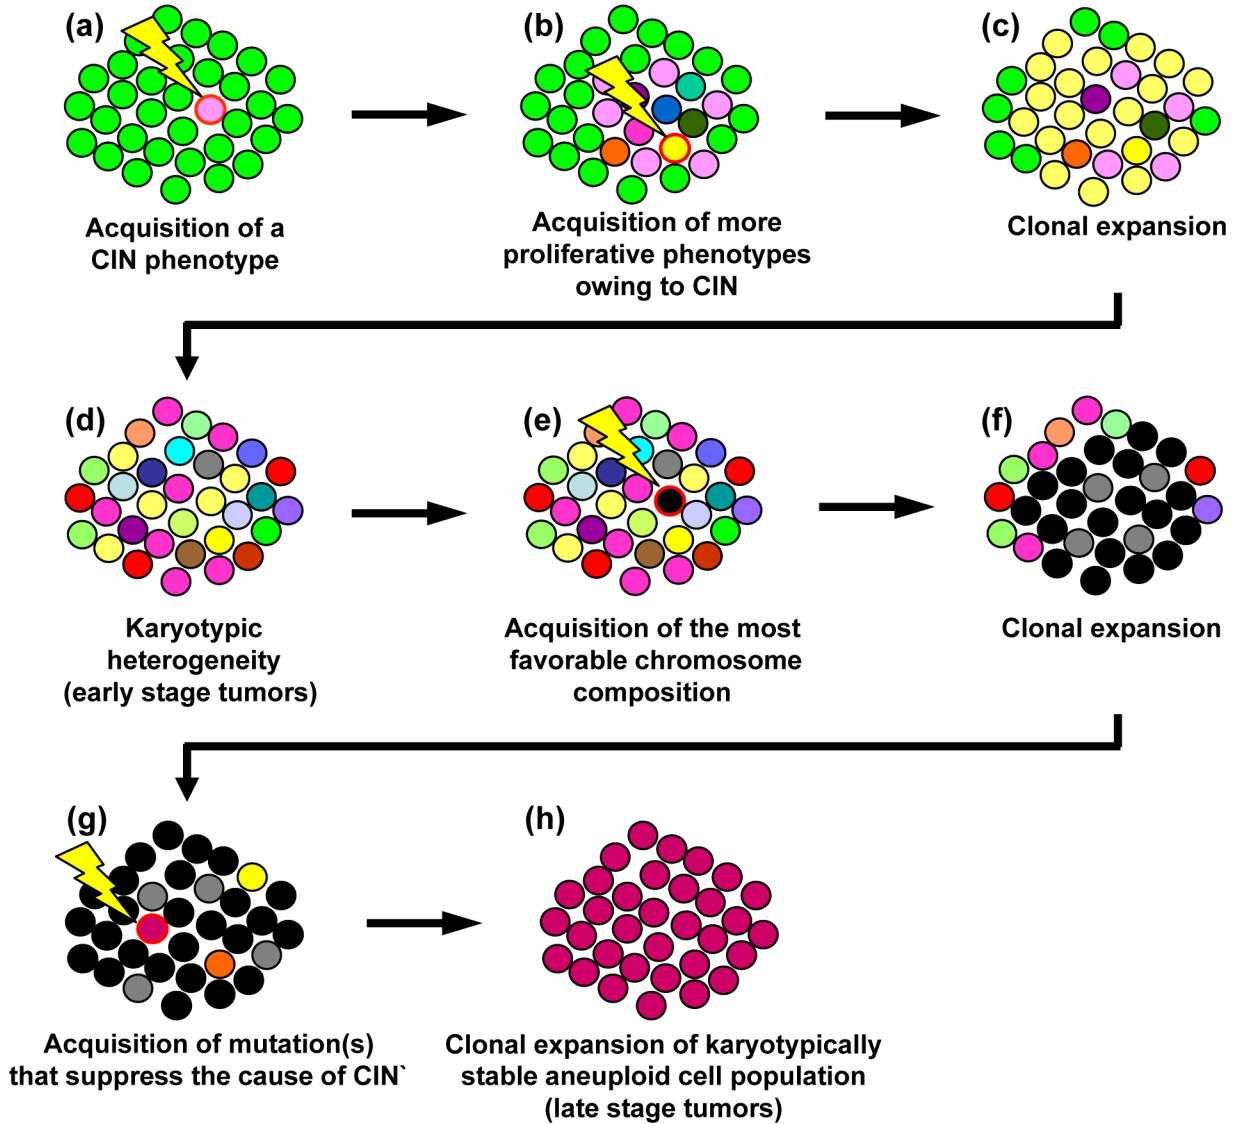 (a)
Acquisition of a
CIN phenotype
(b)
Acquisition of more
proliferative phenotypes
owing to CIN
(c)
Clonal expansion
(d)
Karyotypic
heterogeneity
(early stage tumors)
(e)
Acquisition of the most
favorable chromosome
composition
(f)
Clonal expansion
(g)
Acquisition of mutation(s)
that suppress the cause of CIN`
(h)
Clonal expansion of karyotypically
stable aneuploid cell population
(late stage tumors)